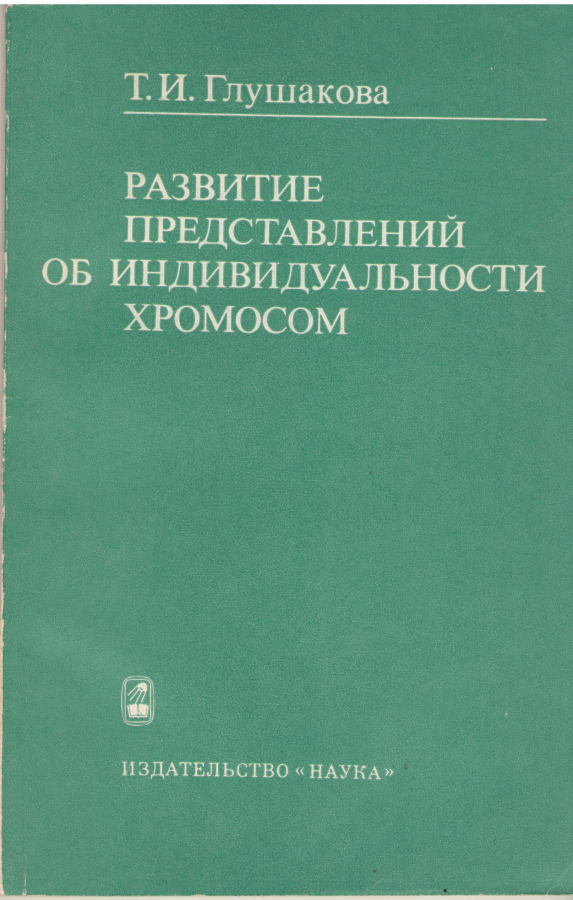 Т. И. Глушакова
РАЗВИТИЕ
ПРЕДСТАВЛЕНИЙ
ОБ ИНДИВИДУАЛЬНОСТИ
ХРОМОСОМ
ИЗДАТЕЛЬСТВО «НАУКА»